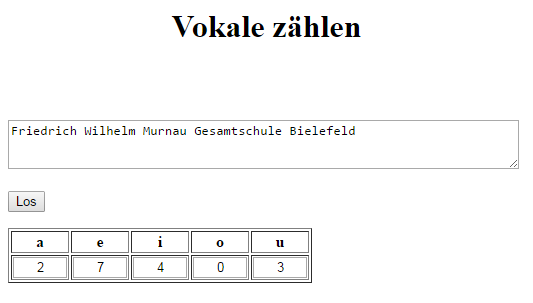 Vokale zählen
Friedrich Wilhelm Murnau Gesamtschule Bielefeld
Los
a e i o u
2 7 4 0 3